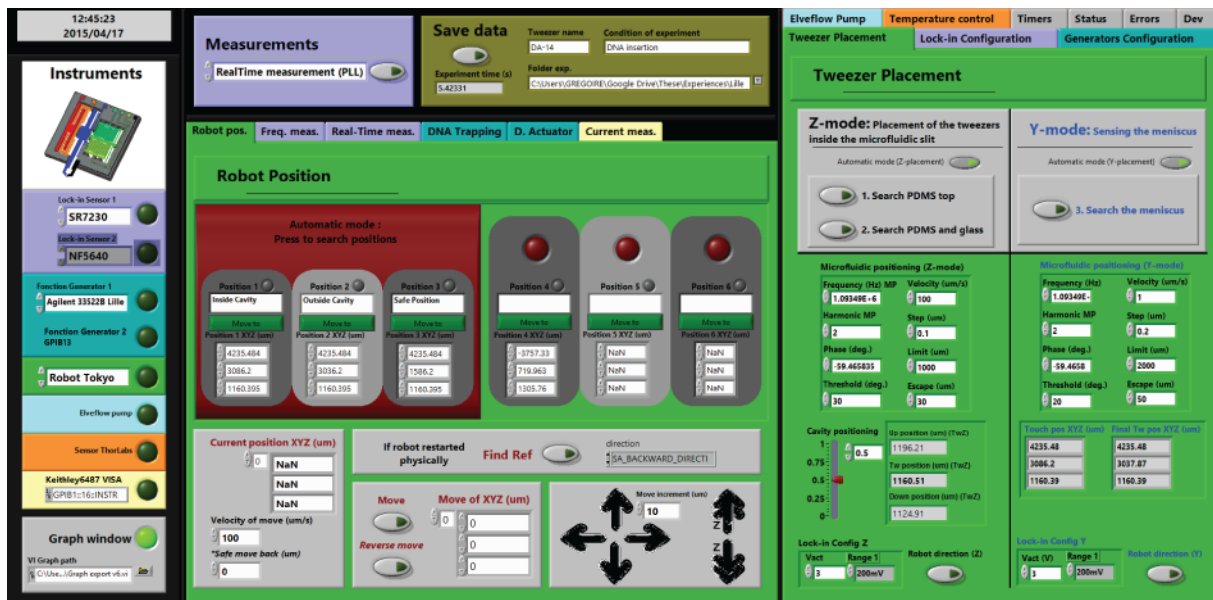 12:45:23
2015/04/17
Instruments
Lock-in Sensor 1
SR7230
Lock-in Sensor 2
NF5640
Fonction Generator 1
Agilent 33522B Lille
Fonction Generator 2
GPIB13
Robot Tokyo
Elveflow pump
Sensor ThorLabs
Keithley6487 VISA
GPIB1::16::INSTR
Graph window
VI Graph path
C:\Use...\Graph export v6.vi
Measurements
RealTime measurement (PLL)
Save data
Experiment time (s)
5.42331
Tweezer name
DA-14
Condition of experiment
DNA insertion
Folder exp.
C:\Users\GREGOIRE\Google Drive\These\Experiences\Lille
Robot pos.
Freq. meas.
Real-Time meas.
DNA Trapping
D. Actuator
Current meas.
Robot Position
Automatic mode :
Press to search positions
Position 1
Inside Cavity
Move to
Position 1 XYZ (um)
4235.484
3086.2
1160.395
Position 2
Outside Cavity
Move to
Position 2 XYZ (um)
4235.484
3036.2
1160.395
Position 3
Safe Position
Move to
Position 3 XYZ (um)
4235.484
1586.2
1160.395
Position 4
Move to
Position 4 XYZ (um)
-3757.33
719.963
1305.76
Position 5
Move to
Position 5 XYZ (um)
NaN
NaN
NaN
Position 6
Move to
Position 6 XYZ (um)
NaN
NaN
NaN
Current position XYZ (um)
0
NaN
NaN
NaN
Velocity of move (um/s)
100
*Safe move back (um)
0
If robot restarted
physically
Find Ref
direction
SA_BACKWARD_DIRECTI
Move
Reverse move
Move of XYZ (um)
0
0
0
0
Move increment (um)
10
Z
Z
Elveflow Pump
Temperature control
Timers
Status
Errors
Dev
Tweezer Placement
Lock-in Configuration
Generators Configuration
Tweezer Placement
Z-mode: Placement of the tweezers
inside the microfluidic slit
Automatic mode (Z-placement)
1. Search PDMS top
2. Search PDMS and glass
Y-mode: Sensing the meniscus
Automatic mode (Y-placement)
3. Search the meniscus
Microfluidic positioning (Z-mode)
Frequency (Hz) MP
1.09349E+6
Velocity (um/s)
100
Harmonic MP
2
Step (um)
0.1
Phase (deg.)
-59.465835
Limit (um)
1000
Threshold (deg.)
30
Escape (um)
30
Microfluidic positioning (Y-mode)
Frequency (Hz)
1.09349E+
Velocity (um/s)
1
Harmonic MP
2
Step (um)
0.2
Phase (deg.)
-59.4658
Limit (um)
2000
Threshold (deg.)
20
Escape (um)
50
Cavity positioning
1
0.75
0.5
0.25
0
0.5
Up position (um) (TwZ)
1196.21
Tw position (um) (TwZ)
1160.51
Down position (um) (TwZ)
1124.91
Touch pos XYZ (um)
4235.48
3086.2
1160.39
Final Tw pos XYZ (um)
4235.48
3037.87
1160.39
Lock-in Config Z
Vact
3
Range 1
200mV
Robot direction (Z)
Lock-in Config Y
Vact (V)
3
Range 1
200mV
Robot direction (Y)